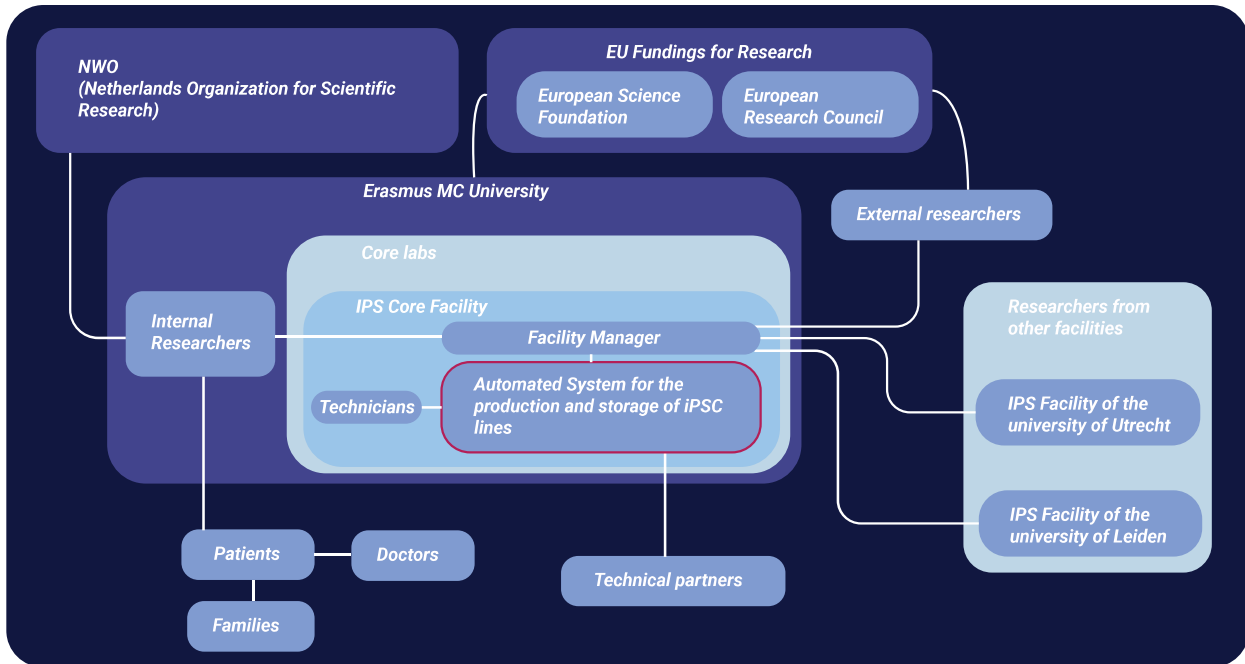 NWO
(Netherlands Organization for Scientific
Research)
EU Fundings for Research
European Science
Foundation
European
Research Council
Erasmus MC University
External researchers
Core labs
IPS Core Facility
Internal
Researchers
Facility Manager
Researchers from
other facilities
Technicians
Automated System for the
production and storage of iPSC
lines
IPS Facility of the
university of Utrecht
IPS Facility of the
university of Leiden
Patients
Doctors
Technical partners
Families